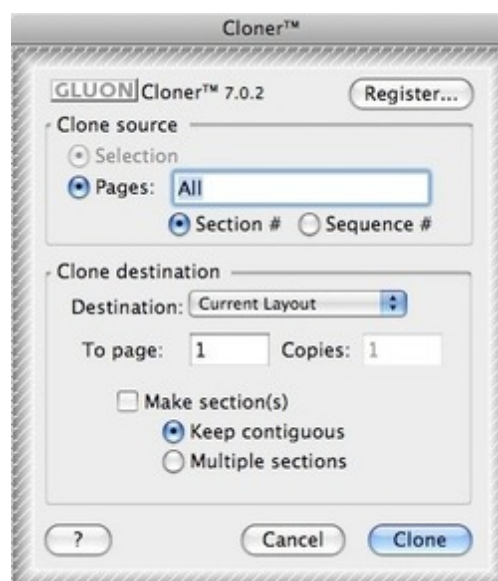 Cloner™
GLUON Cloner™ 7.0.2 Register...
Clone source
Selection
Pages: All
Section # Sequence #
Clone destination
Destination: Current Layout
To page: 1 Copies: 1
Make section(s)
Keep contiguous
Multiple sections
? Cancel Clone